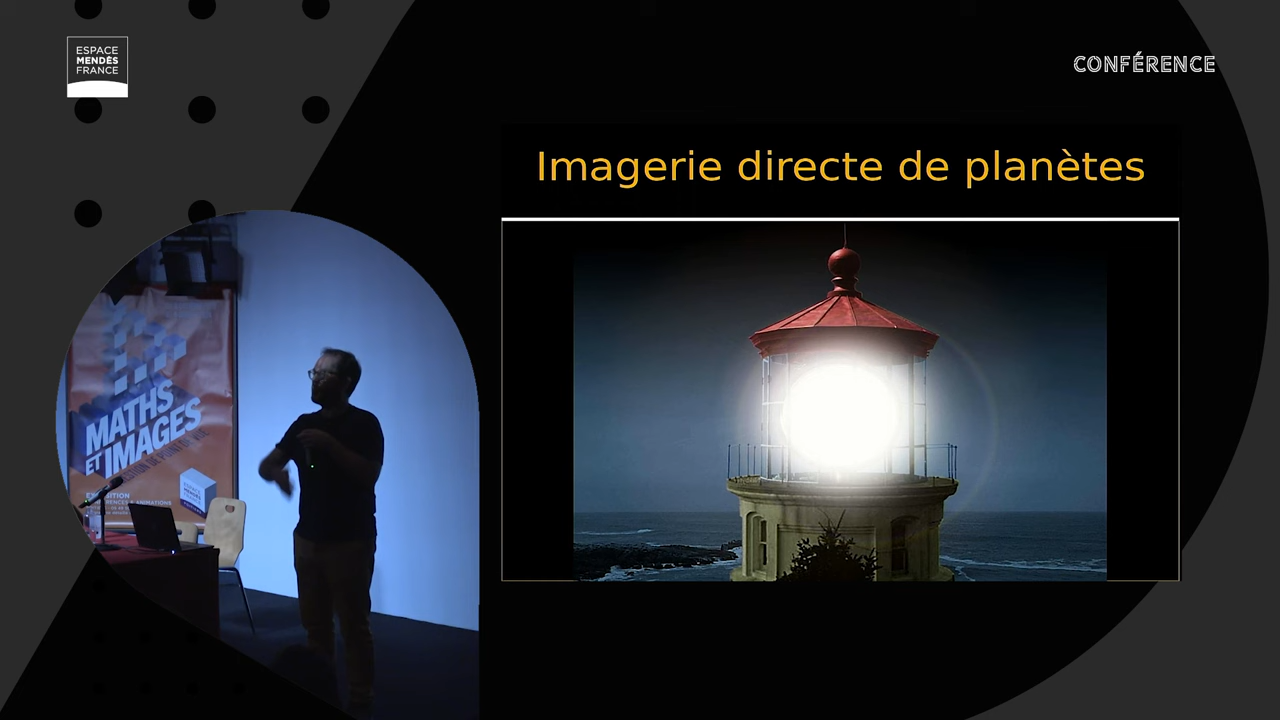 ESPACE
MENDÈS
FRANCE
CONFÉRENCE
Imagerie directe de planètes
MATHS
ET IMAGES